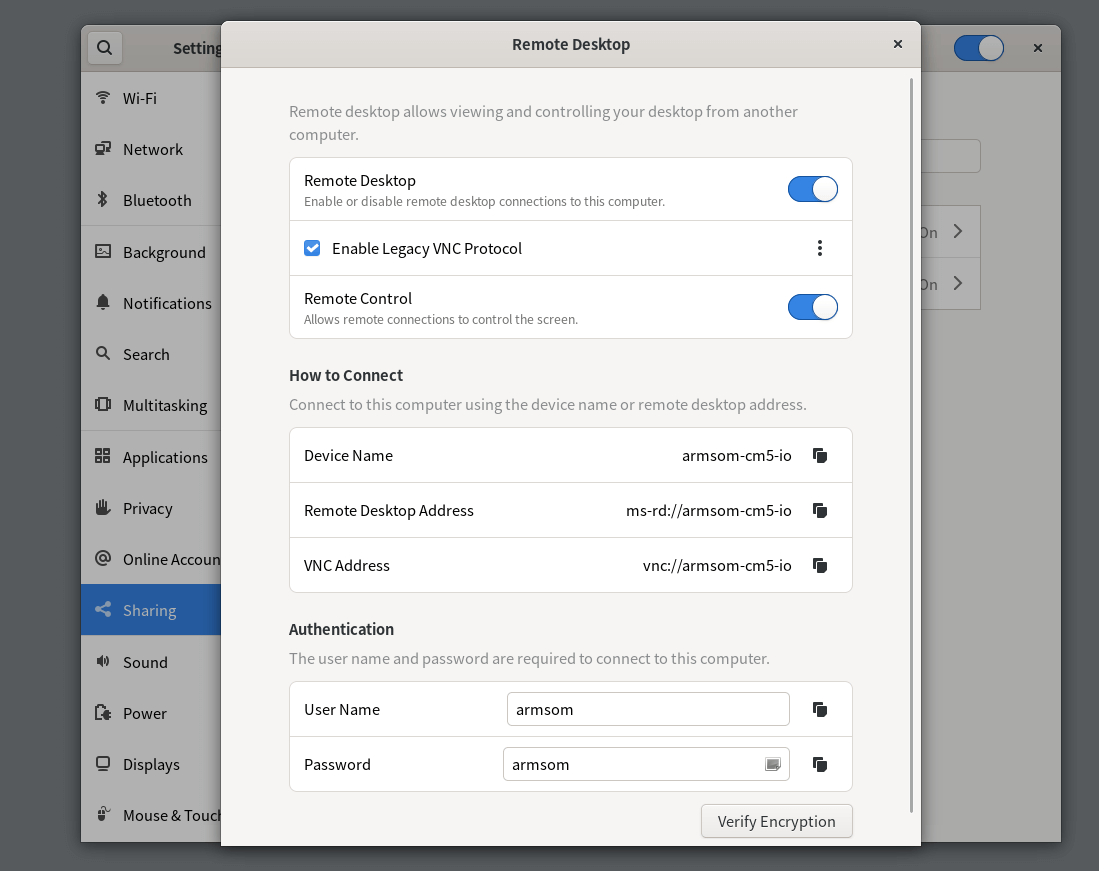 Setting
Remote Desktop
Wi-Fi
Network
Bluetooth
Background
Notifications
Search
Multitasking
Applications
Privacy
Online Accoun
Sharing
Sound
Power
Displays
Mouse & Touch
Remote desktop allows viewing and controlling your desktop from another
computer.
Remote Desktop
Enable or disable remote desktop connections to this computer.
Enable Legacy VNC Protocol
Remote Control
Allows remote connections to control the screen.
On
On
How to Connect
Connect to this computer using the device name or remote desktop address.
Device Name armsom-cm5-io
Remote Desktop Address ms-rd://armsom-cm5-io
VNC Address vnc://armsom-cm5-io
Authentication
The user name and password are required to connect to this computer.
User Name armsom
Password armsom
Verify Encryption